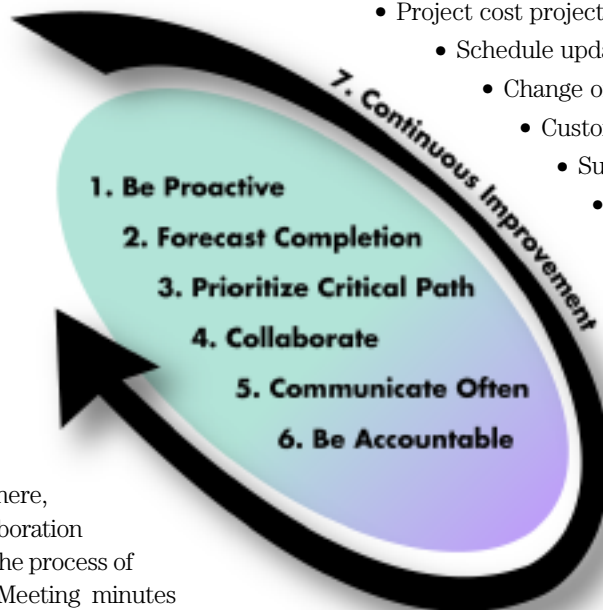 • Project cost project
• Schedule upda
• Change o
• Custo
• Su
•
7. Continuous Improvement
1. Be Proactive
2. Forecast Completion
3. Prioritize Critical Path
4. Collaborate
5. Communicate Often
6. Be Accountable
here,
boration
he process of
Meeting minutes